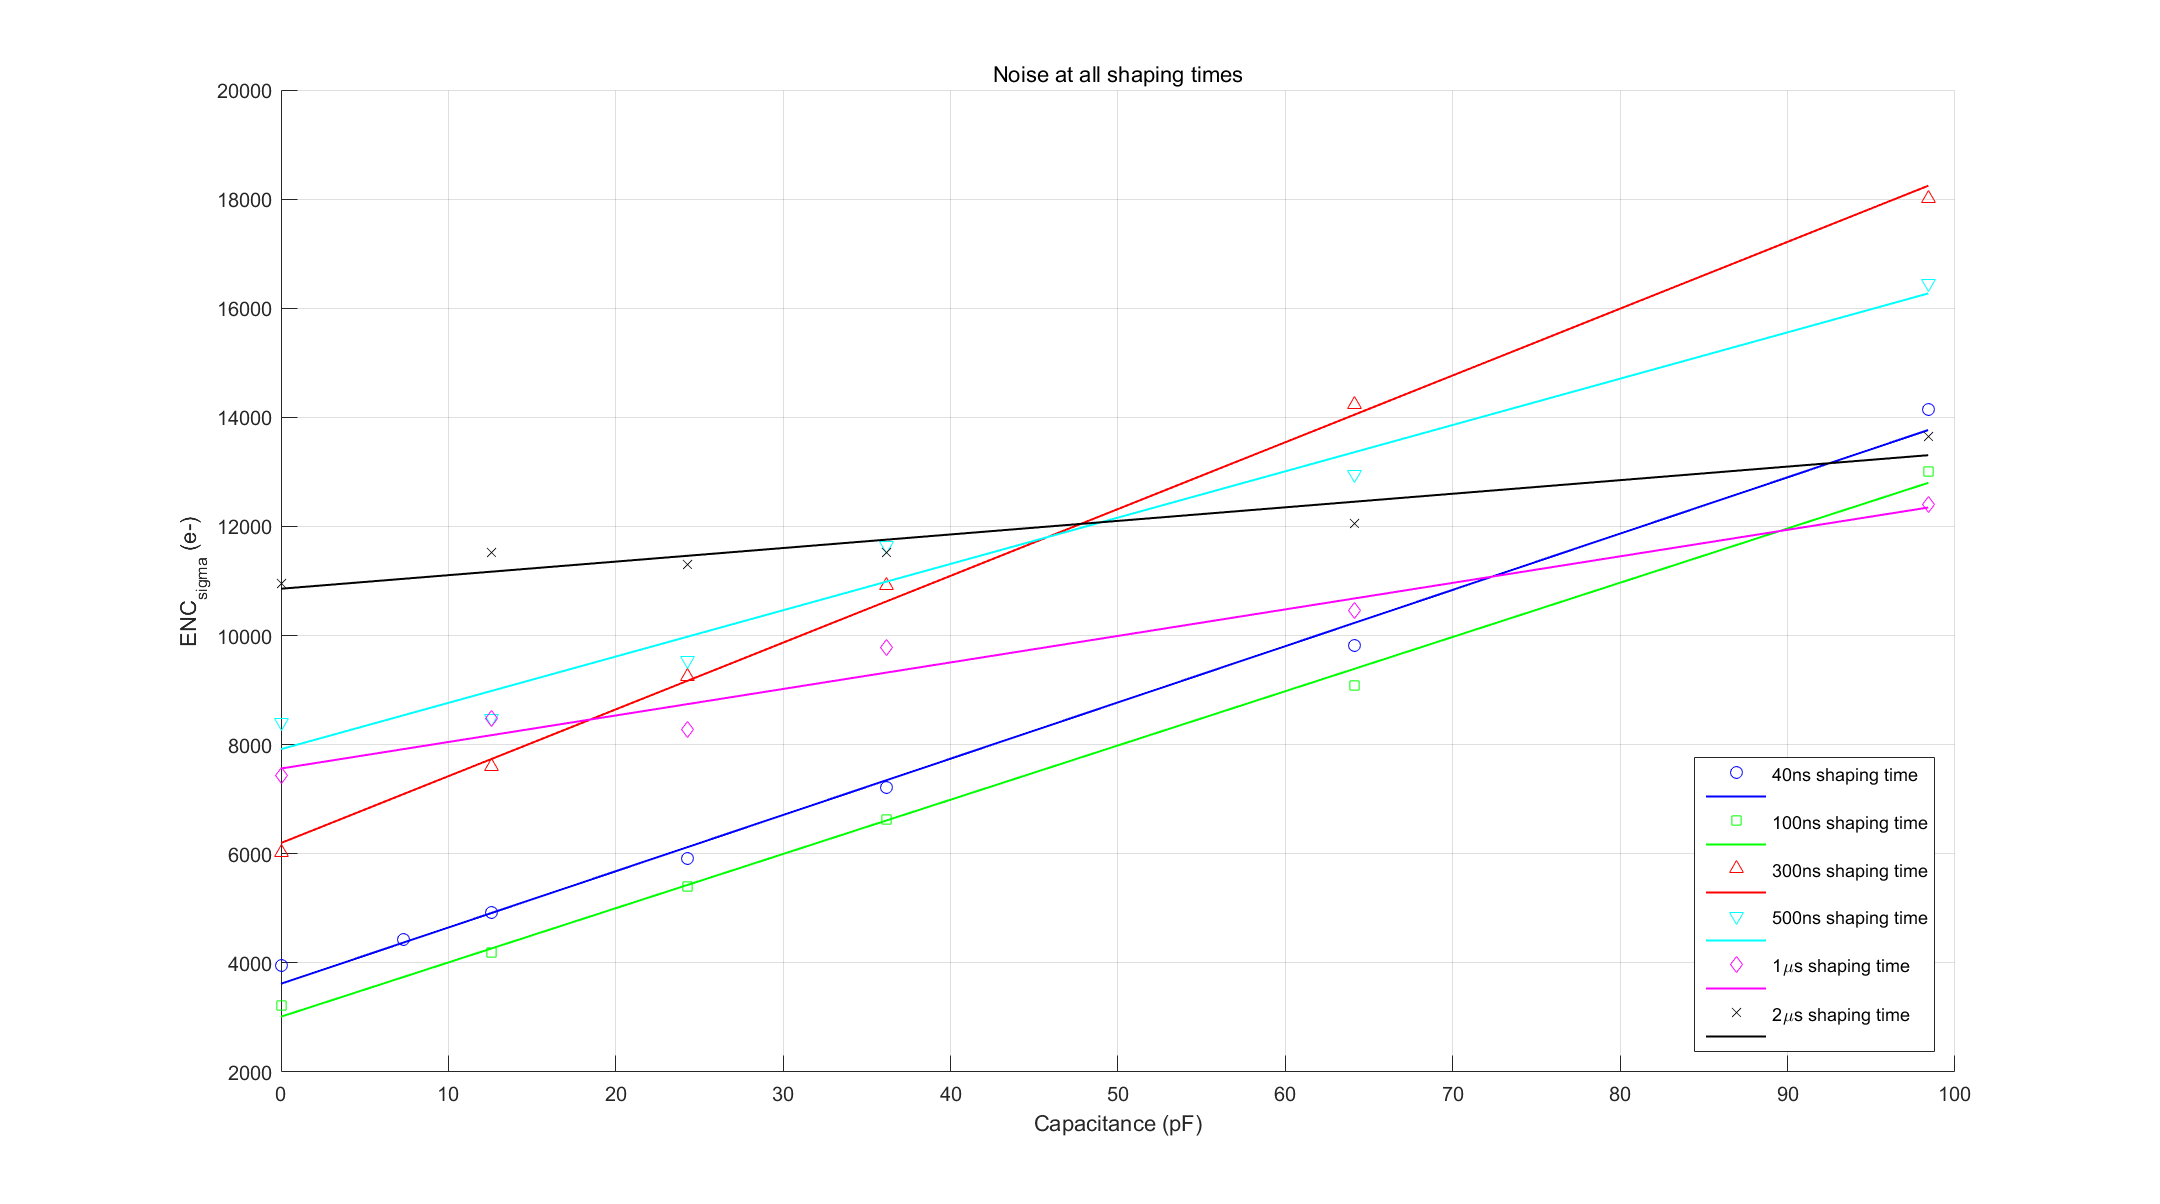 Noise at all shaping times
20000
18000
16000
14000
12000
10000
8000
6000
4000
2000
ENCsigma (e-)
0 10 20 30 40 50 60 70 80 90 100
Capacitance (pF)
40ns shaping time
100ns shaping time
300ns shaping time
500ns shaping time
1μs shaping time
2μs shaping time